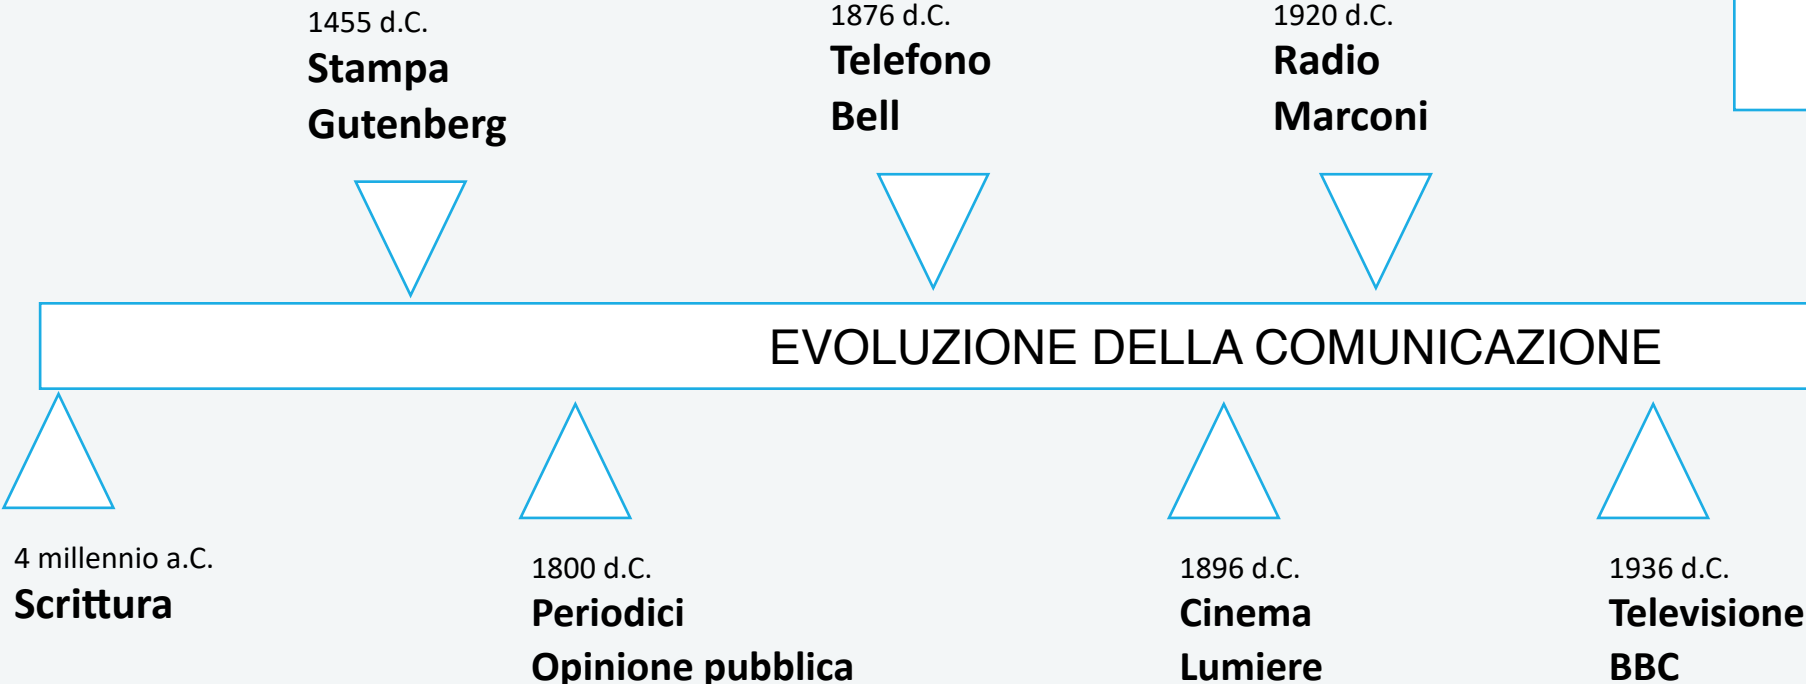 1455 d.C.
Stampa
Gutenberg
1876 d.C.
Telefono
Bell
1920 d.C.
Radio
Marconi
EVOLUZIONE DELLA COMUNICAZIONE
4 millennio a.C.
Scrittura
1800 d.C.
Periodici
Opinione pubblica
1896 d.C.
Cinema
Lumiere
1936 d.C.
Televisione
BBC